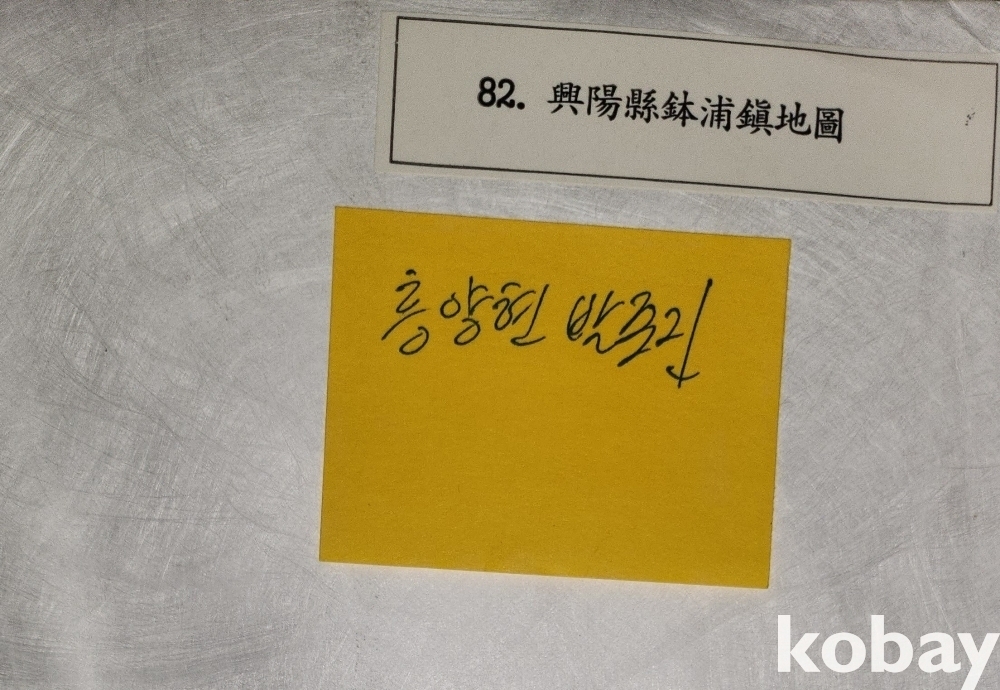 82. 興陽縣鉢浦鎭地圖
흥양현 발포진
kobay